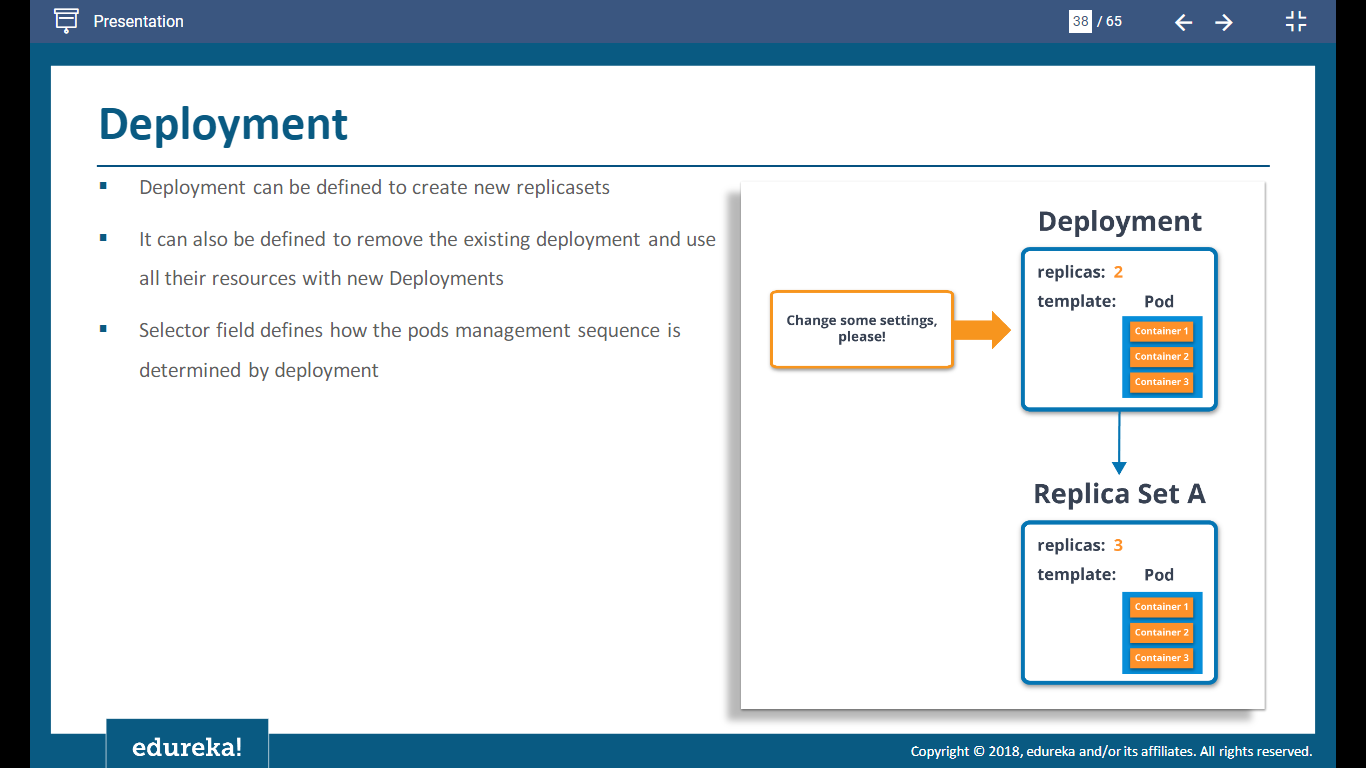 Presentation
38 / 65
Deployment
Deployment can be defined to create new replicasets
It can also be defined to remove the existing deployment and use
all their resources with new Deployments
Selector field defines how the pods management sequence is
determined by deployment
Change some settings,
please!
Deployment
replicas: 2
template: Pod
Container 1
Container 2
Container 3
Replica Set A
replicas: 3
template: Pod
Container 1
Container 2
Container 3
edureka!
Copyright © 2018, edureka and/or its affiliates. All rights reserved.